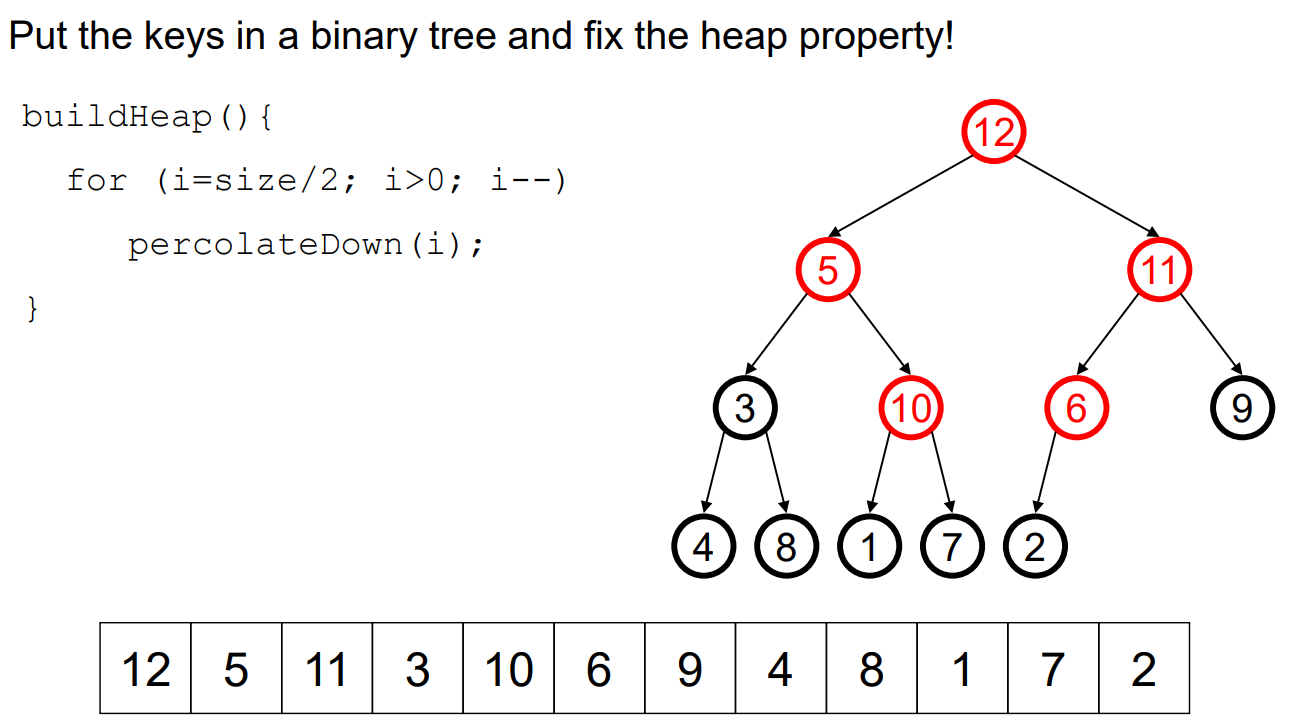 Put the keys in a binary tree and fix the heap property!
buildHeap(){
for (i=size/2; i>0; i--)
percolateDown(i);
}
12
5 11
3 10 6 9
4 8 1 7 2
12 5 11 3 10 6 9 4 8 1 7 2